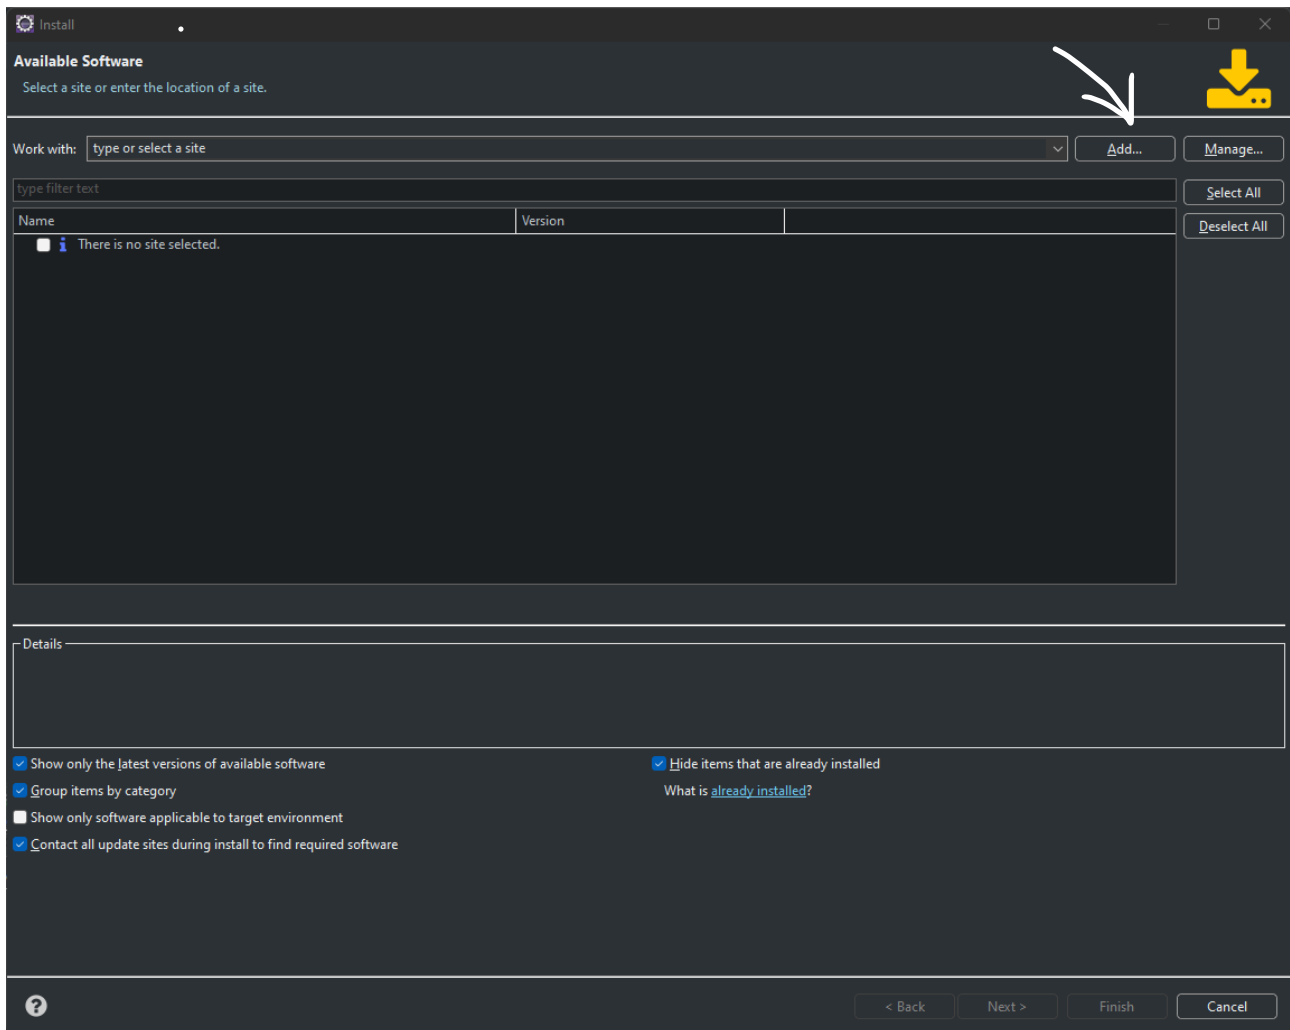 Install
Available Software
Select a site or enter the location of a site.
Work with: type or select a site Add... Manage...
type filter text Select All
Name Version Deselect All
There is no site selected.
Details
Show only the latest versions of available software Hide items that are already installed
Group items by category What is already installed?
Show only software applicable to target environment
Contact all update sites during install to find required software
? < Back Next > Finish Cancel